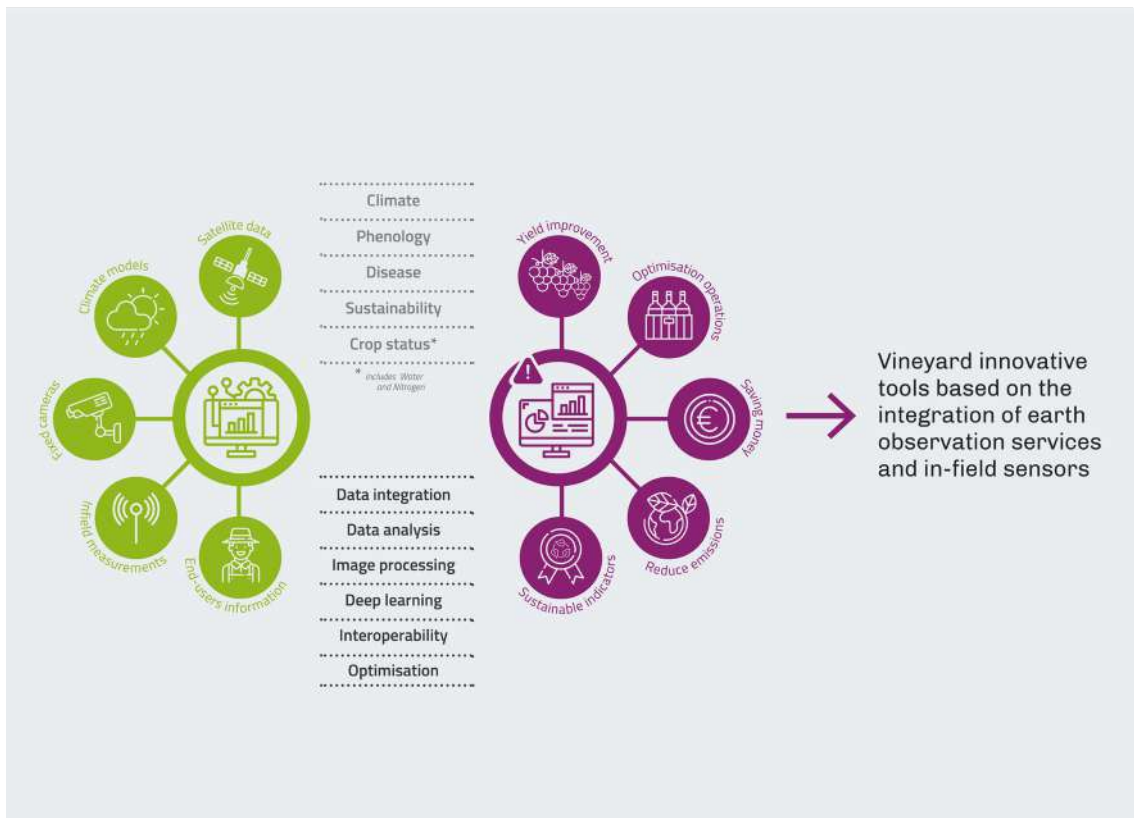 Satellite data
Climate models
Fixed cameras
Infield measurements
End-users information
Climate
Phenology
Disease
Sustainability
Crop status*
* includes Water
and Nitrogen
Data integration
Data analysis
Image processing
Deep learning
Interoperability
Optimisation
Yield improvement
Optimisation operations
Saving money
Reduce emissions
Sustainable indicators
Vineyard innovative
tools based on the
integration of earth
observation services
and in-field sensors